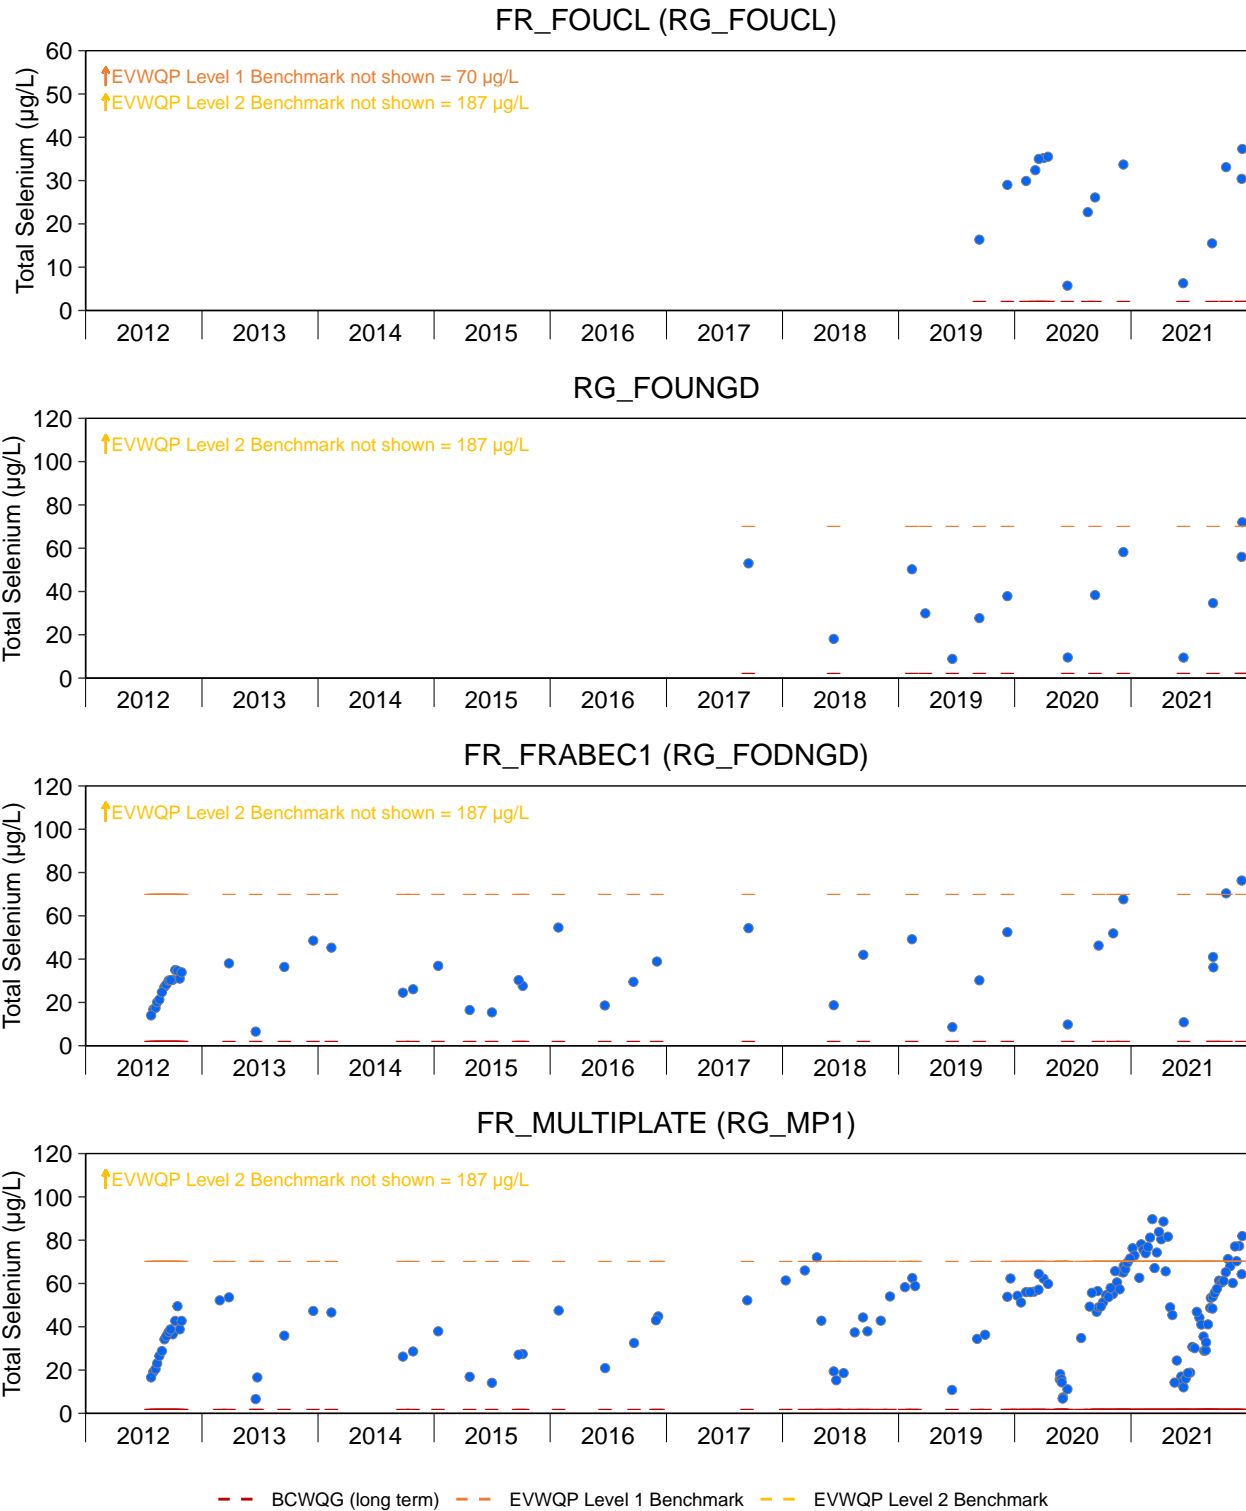 FR_FOUCL (RG_FOUCL)
Total Selenium (µg/L)
60
50
40
30
20
10
0
EVWQP Level 1 Benchmark not shown = 70 µg/L
EVWQP Level 2 Benchmark not shown = 187 µg/L
2012 2013 2014 2015 2016 2017 2018 2019 2020 2021
RG_FOUNGD
Total Selenium (µg/L)
120
100
80
60
40
20
0
EVWQP Level 2 Benchmark not shown = 187 µg/L
2012 2013 2014 2015 2016 2017 2018 2019 2020 2021
FR_FRABEC1 (RG_FODNGD)
Total Selenium (µg/L)
120
100
80
60
40
20
0
EVWQP Level 2 Benchmark not shown = 187 µg/L
2012 2013 2014 2015 2016 2017 2018 2019 2020 2021
FR_MULTIPLATE (RG_MP1)
Total Selenium (µg/L)
120
100
80
60
40
20
0
EVWQP Level 2 Benchmark not shown = 187 µg/L
2012 2013 2014 2015 2016 2017 2018 2019 2020 2021
BCWQG (long term) EVWQP Level 1 Benchmark EVWQP Level 2 Benchmark